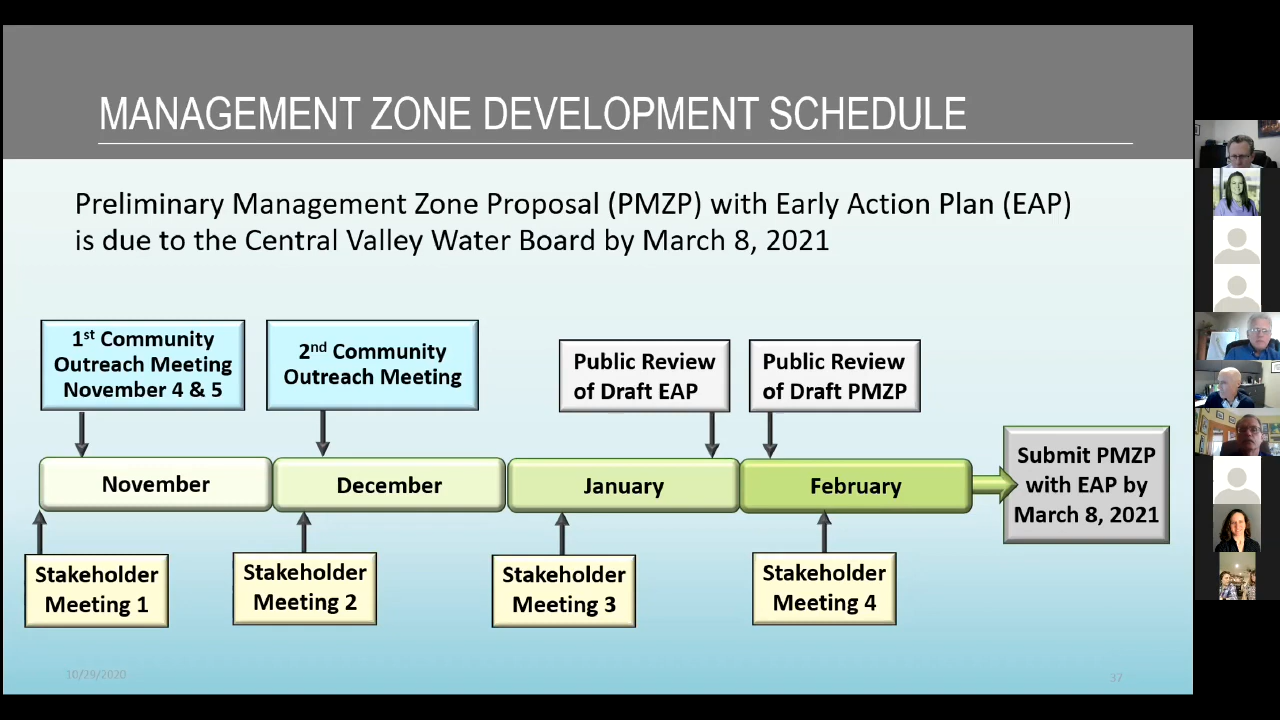 MANAGEMENT ZONE DEVELOPMENT SCHEDULE
Preliminary Management Zone Proposal (PMZP) with Early Action Plan (EAP)
is due to the Central Valley Water Board by March 8, 2021
1st Community
Outreach Meeting
November 4 & 5
2nd Community
Outreach Meeting
Public Review
of Draft EAP
Public Review
of Draft PMZP
November
December
January
February
Submit PMZP
with EAP by
March 8, 2021
Stakeholder
Meeting 1
Stakeholder
Meeting 2
Stakeholder
Meeting 3
Stakeholder
Meeting 4
10/29/2020
37